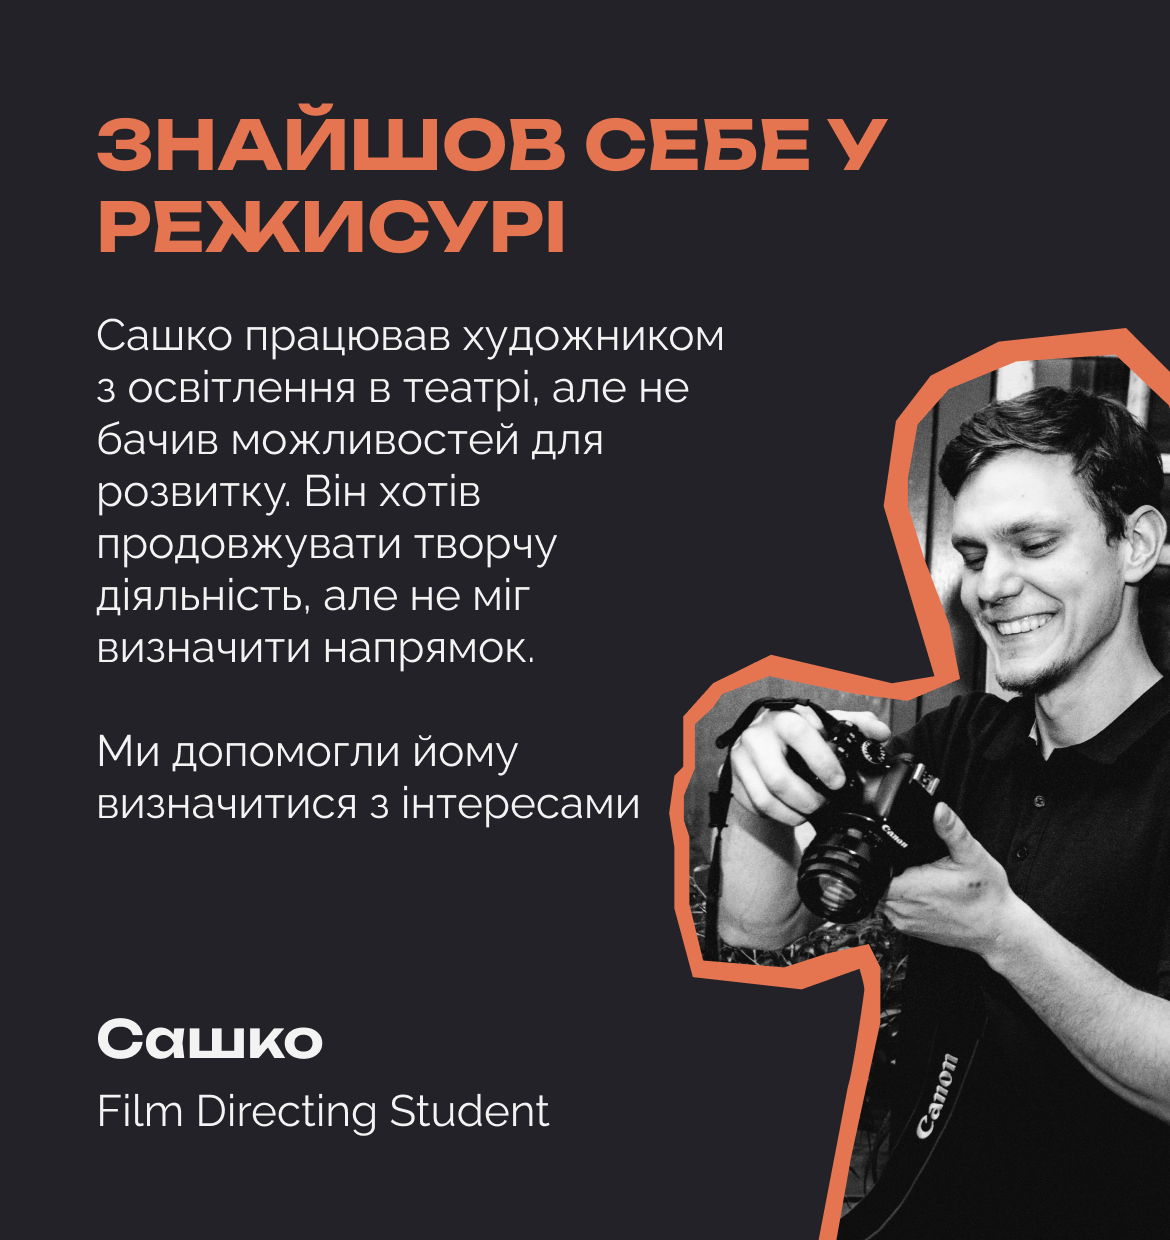 ЗНАЙШОВ СЕБЕ У
РЕЖИСУРІ
Сашко працював художником
з освітлення в театрі, але не
бачив можливостей для
розвитку. Він хотів
продовжувати творчу
діяльність, але не міг
визначити напрямок.
Ми допомогли йому
визначитися з інтересами
Canon
Сашко
Film Directing Student
Canon